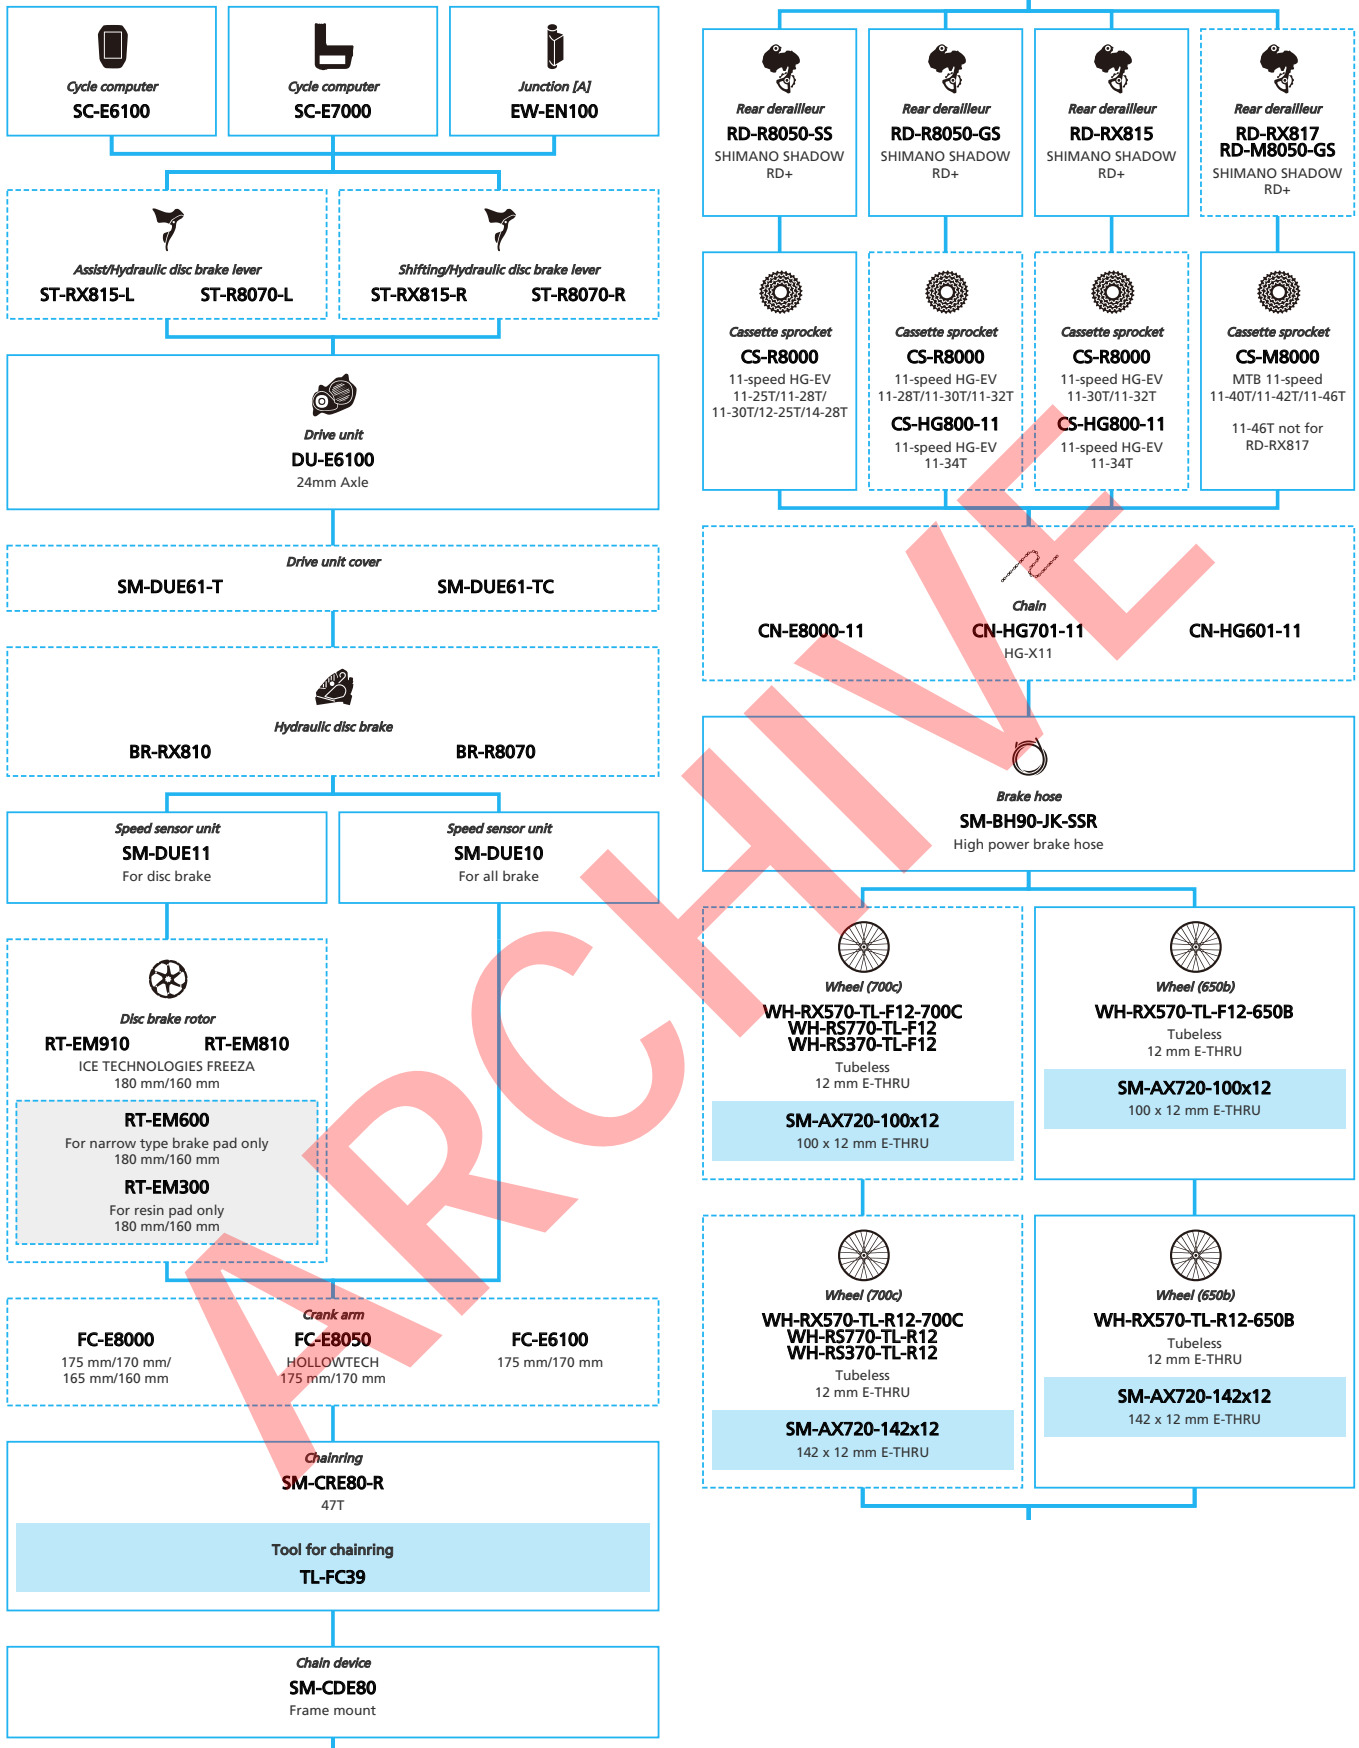 Cycle computer
SC-E6100
Cycle computer
SC-E7000
Junction [A]
EW-EN100
Assist/Hydraulic disc brake lever
ST-RX815-L ST-R8070-L
Shifting/Hydraulic disc brake lever
ST-RX815-R ST-R8070-R
Drive unit
DU-E6100
24mm Axle
Drive unit cover
SM-DUE61-T SM-DUE61-TC
Hydraulic disc brake
BR-RX810 BR-R8070
Speed sensor unit
SM-DUE11
For disc brake
Speed sensor unit
SM-DUE10
For all brake
Disc brake rotor
RT-EM910 RT-EM810
ICE TECHNOLOGIES FREEZA
180 mm/160 mm
RT-EM600
For narrow type brake pad only
180 mm/160 mm
RT-EM300
For resin pad only
180 mm/160 mm
Crank arm
FC-E8000
175 mm/170 mm/
165 mm/160 mm
FC-E8050
HOLLOWTECH
175 mm/170 mm
FC-E6100
175 mm/170 mm
Chainring
SM-CRE80-R
47T
Tool for chainring
TL-FC39
Chain device
SM-CDE80
Frame mount
Rear derailleur
RD-R8050-SS
SHIMANO SHADOW
RD+
Rear derailleur
RD-R8050-GS
SHIMANO SHADOW
RD+
Rear derailleur
RD-RX815
SHIMANO SHADOW
RD+
Rear derailleur
RD-RX817
RD-M8050-GS
SHIMANO SHADOW
RD+
Cassette sprocket
CS-R8000
11-speed HG-EV
11-25T/11-28T/
11-30T/12-25T/14-28T
Cassette sprocket
CS-R8000
11-speed HG-EV
11-28T/11-30T/11-32T
CS-HG800-11
11-speed HG-EV
11-34T
Cassette sprocket
CS-R8000
11-speed HG-EV
11-30T/11-32T
CS-HG800-11
11-speed HG-EV
11-34T
Cassette sprocket
CS-M8000
MTB 11-speed
11-40T/11-42T/11-46T
11-46T not for
RD-RX817
Chain
CN-E8000-11 CN-HG701-11 CN-HG601-11
HG-X11
Brake hose
SM-BH90-JK-SSR
High power brake hose
Wheel (700c)
WH-RX570-TL-F12-700C
WH-RS770-TL-F12
WH-RS370-TL-F12
Tubeless
12 mm E-THRU
SM-AX720-100x12
100 x 12 mm E-THRU
Wheel (650b)
WH-RX570-TL-F12-650B
Tubeless
12 mm E-THRU
SM-AX720-100x12
100 x 12 mm E-THRU
Wheel (700c)
WH-RX570-TL-R12-700C
WH-RS770-TL-R12
WH-RS370-TL-R12
Tubeless
12 mm E-THRU
SM-AX720-142x12
142 x 12 mm E-THRU
Wheel (650b)
WH-RX570-TL-R12-650B
Tubeless
12 mm E-THRU
SM-AX720-142x12
142 x 12 mm E-THRU
ARCHIVE